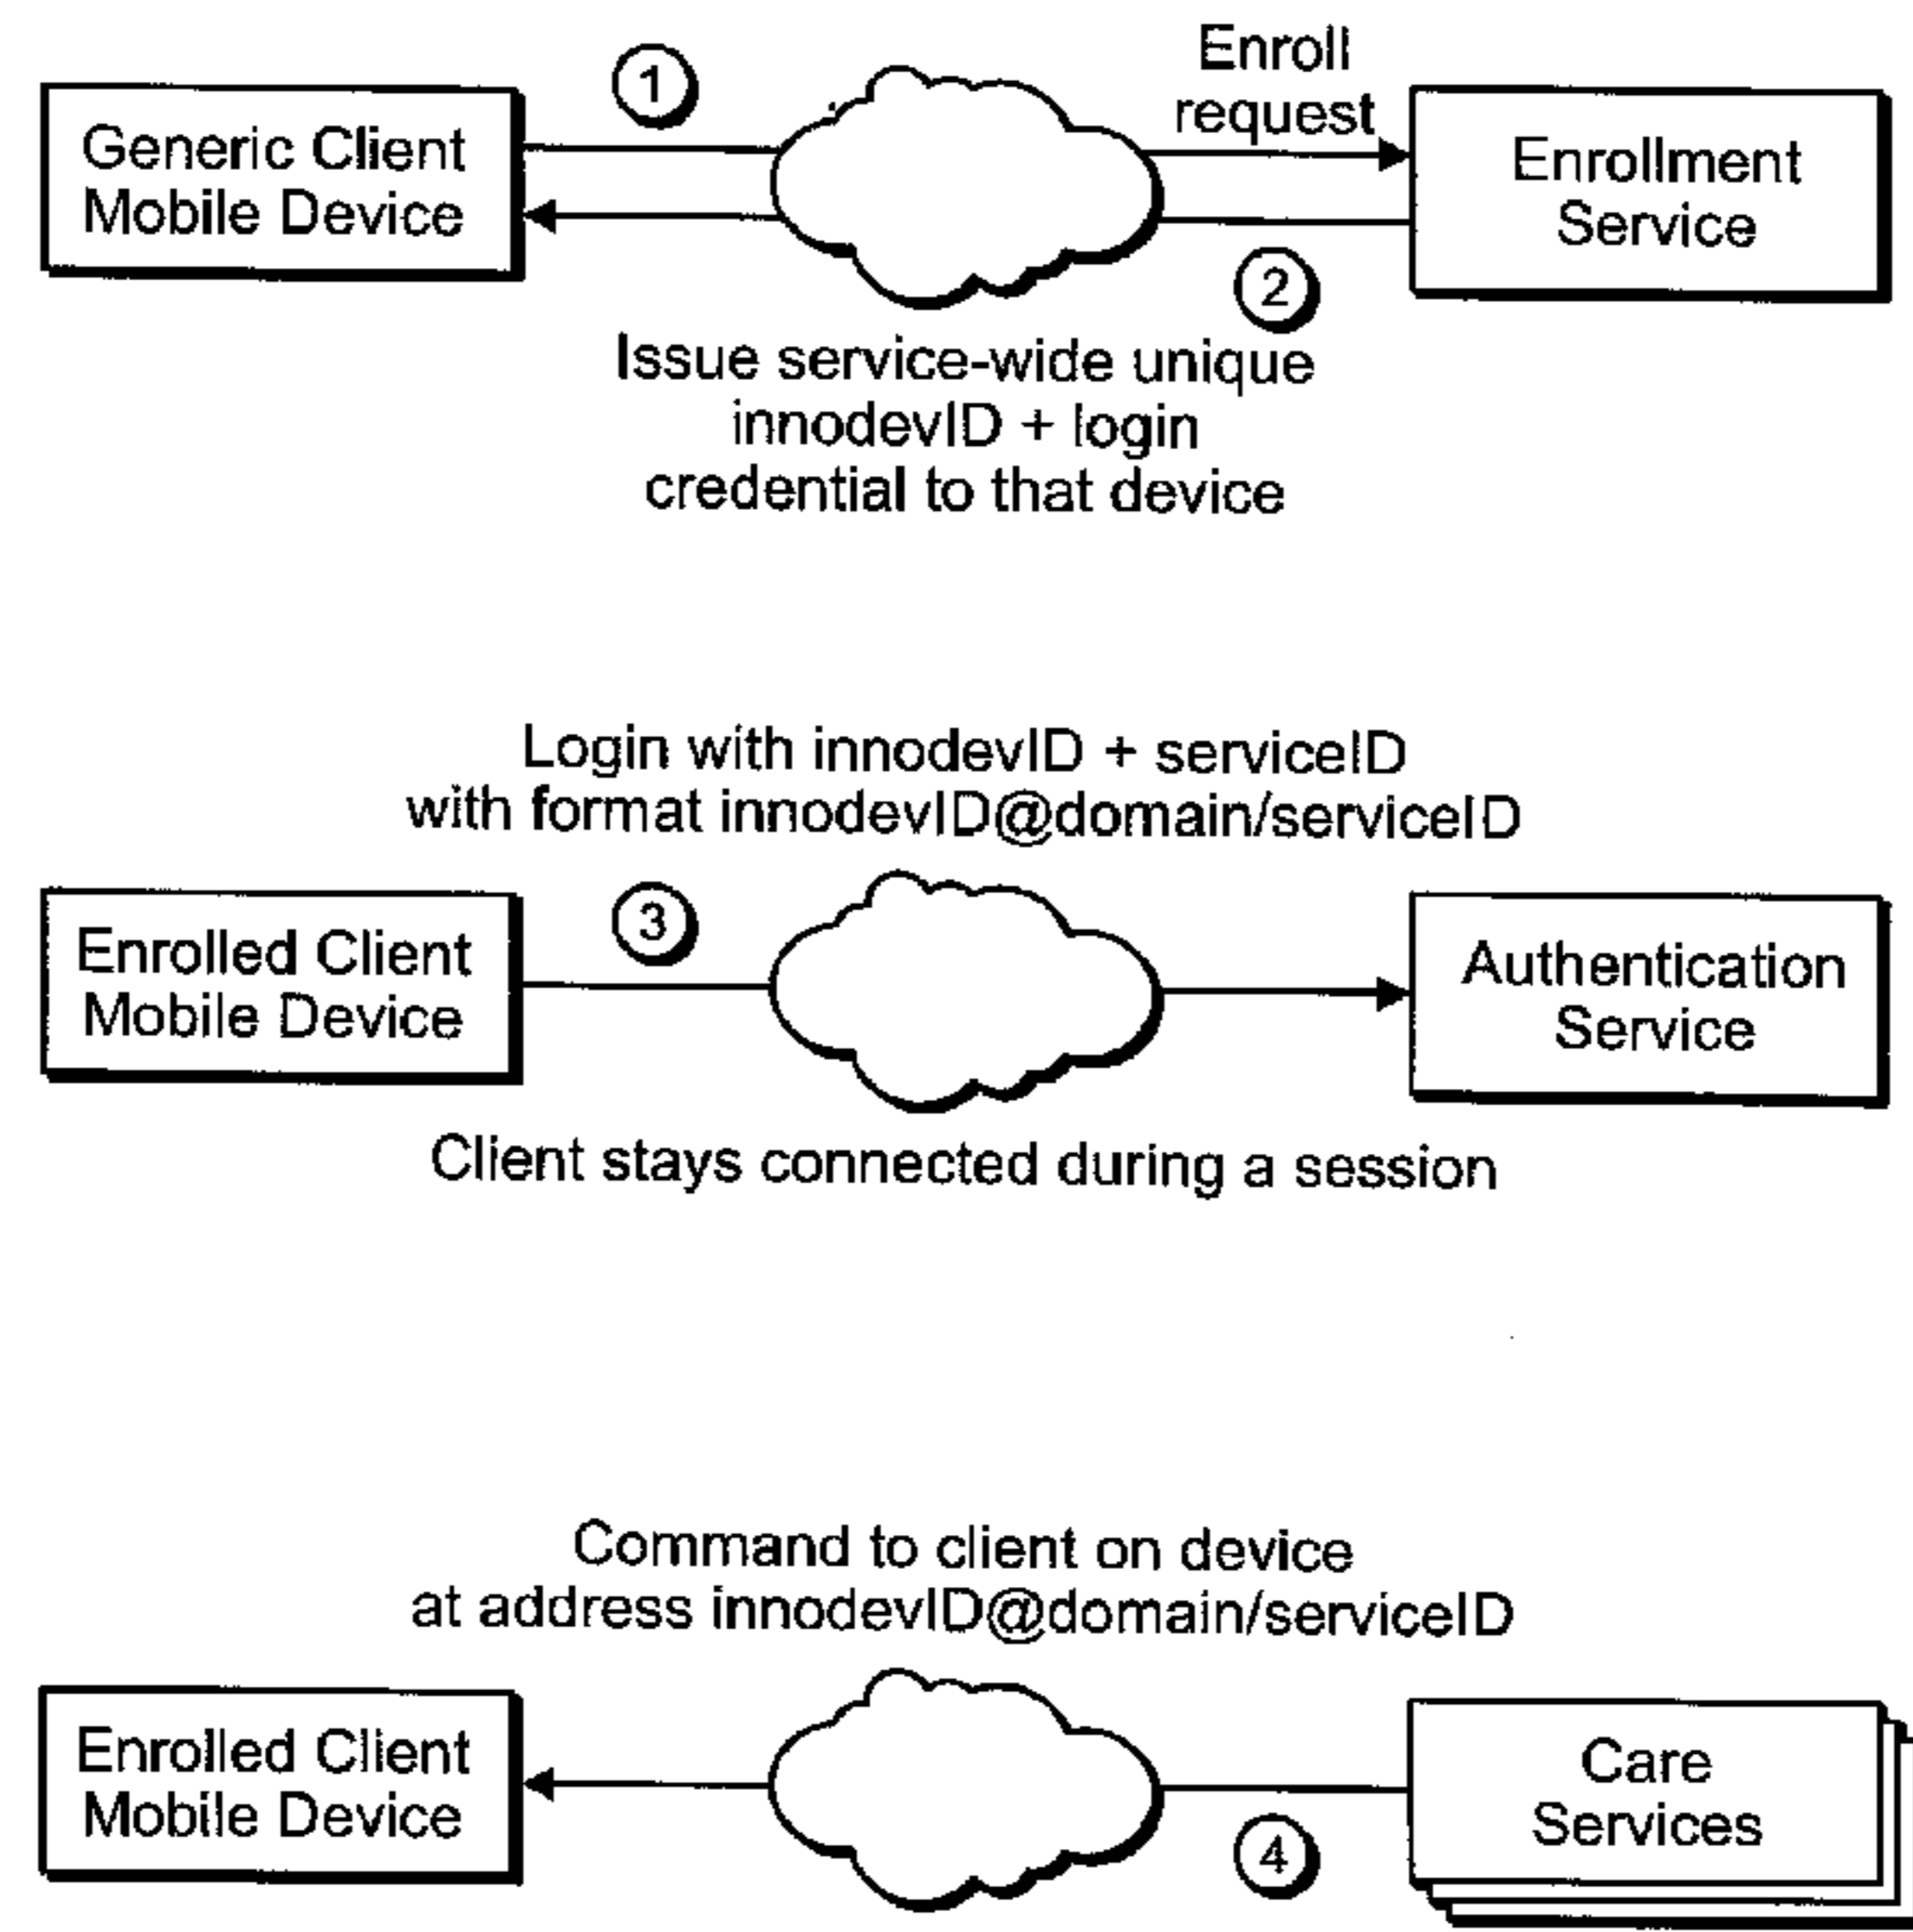 1
Enroll
request
Generic Client
Mobile Device
Enrollment
Service
2
Issue service-wide unique
innodevID + login
credential to that device
Login with innodevID + serviceID
with format innodevID@domain/serviceID
3
Enrolled Client
Mobile Device
Authentication
Service
Client stays connected during a session
Command to client on device
at address innodevID@domain/serviceID
Enrolled Client
Mobile Device
Care
Services
4